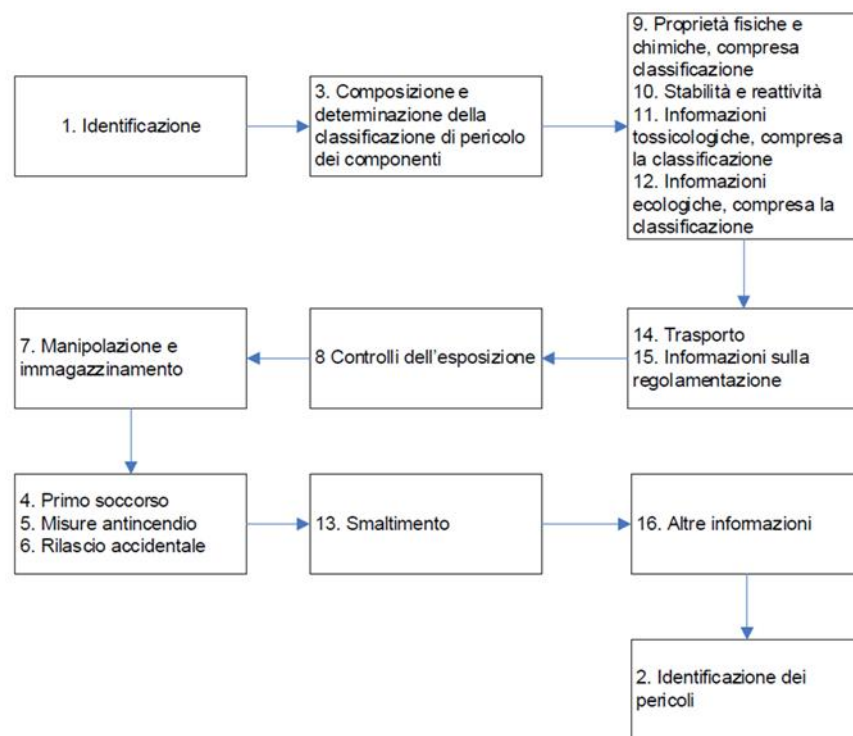 1. Identificazione
3. Composizione e
determinazione della
classificazione di pericolo
dei componenti
9. Proprietà fisiche e
chimiche, compresa
classificazione
10. Stabilità e reattività
11. Informazioni
tossicologiche, compresa
la classificazione
12. Informazioni
ecologiche, compresa la
classificazione
14. Trasporto
15. Informazioni sulla
regolamentazione
8 Controlli dell’esposizione
7. Manipolazione e
immagazzinamento
4. Primo soccorso
5. Misure antincendio
6. Rilascio accidentale
13. Smaltimento
16. Altre informazioni
2. Identificazione dei
pericoli